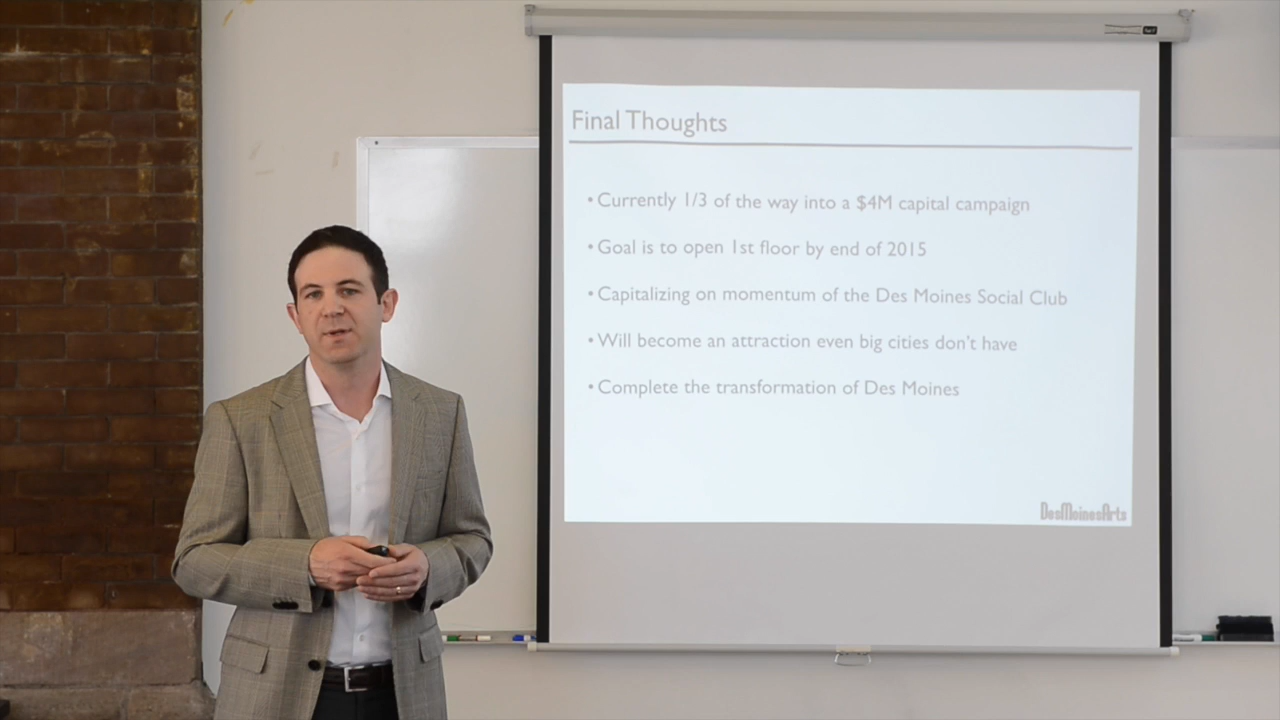 Final Thoughts
• Currently 1/3 of the way into a $4M capital campaign
• Goal is to open 1st floor by end of 2015
• Capitalizing on momentum of the Des Moines Social Club
• Will become an attraction even big cities don't have
• Complete the transformation of Des Moines
DesMoinesArts